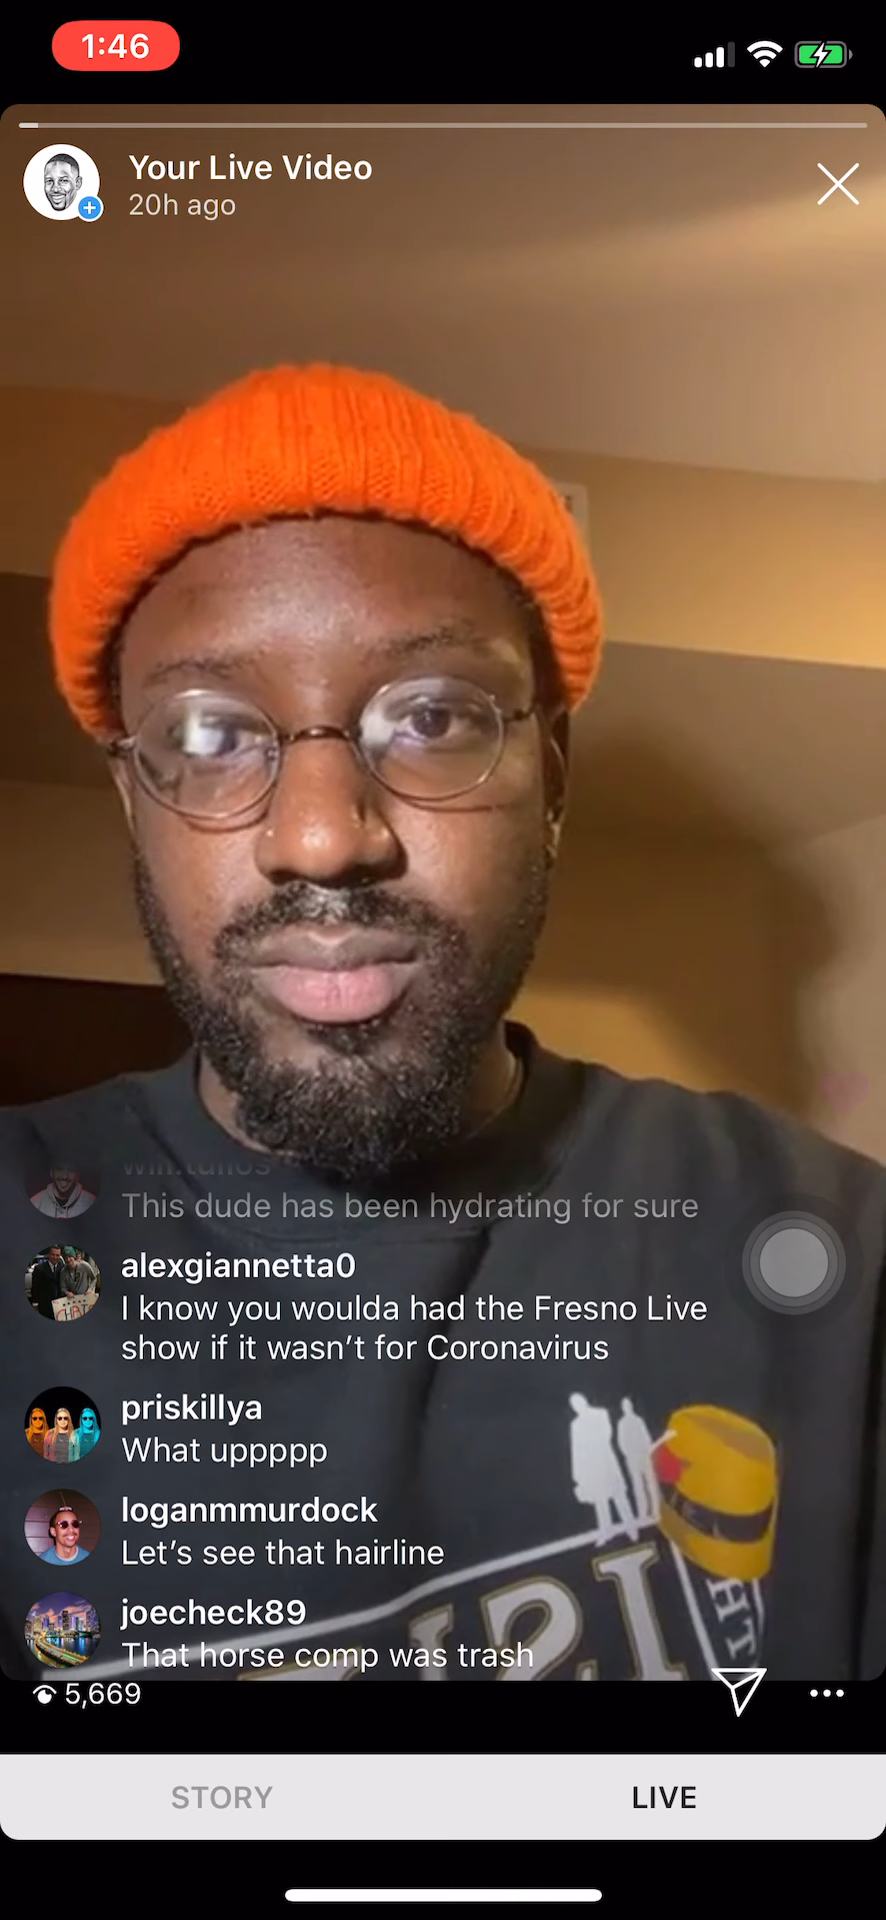 1:46
Your Live Video
20h ago
This dude has been hydrating for sure
alexgiannetta0
I know you woulda had the Fresno Live
show if it wasn't for Coronavirus
priskillya
What uppppp
loganmmurdock
Let's see that hairline
joecheck89
That horse comp was trash
5,669
STORY
LIVE